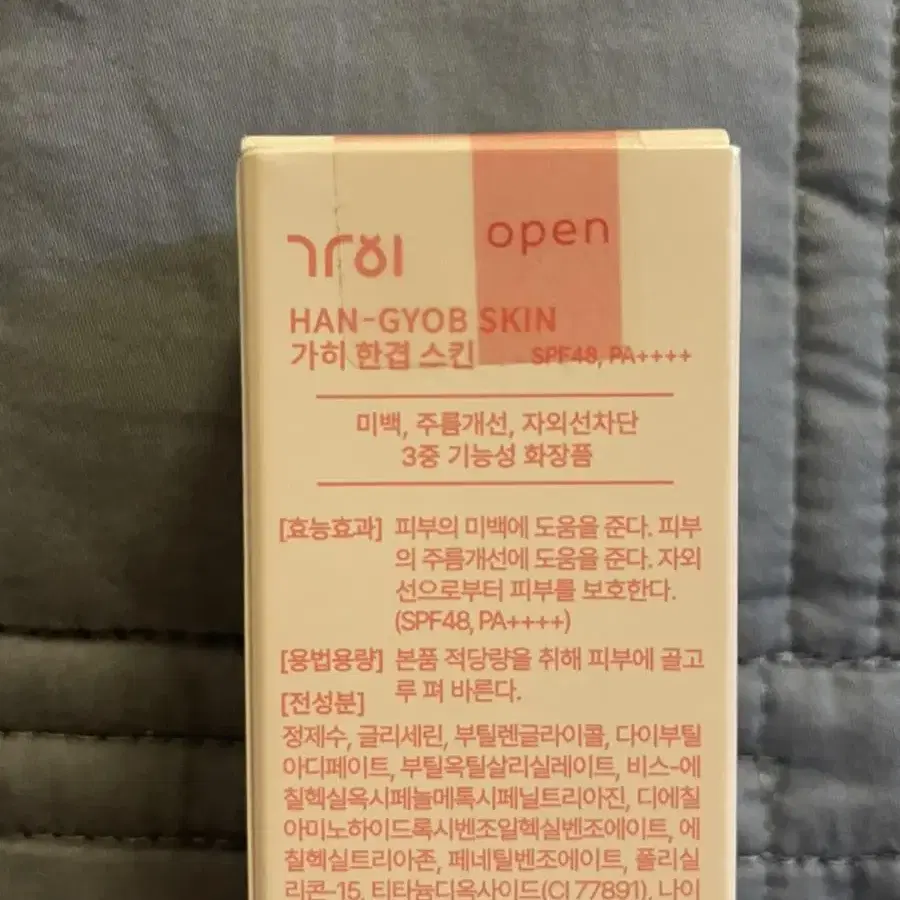 open
가히
HAN-GYOB SKIN
가히 한겹 스킨 SPF48, PA++++
미백, 주름개선, 자외선차단
3중 기능성 화장품
[효능효과] 피부의 미백에 도움을 준다. 피부
의 주름개선에 도움을 준다. 자외
선으로부터 피부를 보호한다.
(SPF48, PA++++)
[용법용량] 본품 적당량을 취해 피부에 골고
루 펴 바른다.
[전성분]
정제수, 글리세린, 부틸렌글라이콜, 다이부틸
아디페이트, 부틸옥틸살리실레이트, 비스-에
칠헥실옥시페놀메톡시페닐트리아진, 디에칠
아미노하이드록시벤조일헥실벤조에이트, 에
칠헥실트리아존, 페네틸벤조에이트, 폴리실
리콘-15, 티타늄디옥사이드(CI 77891), 나이